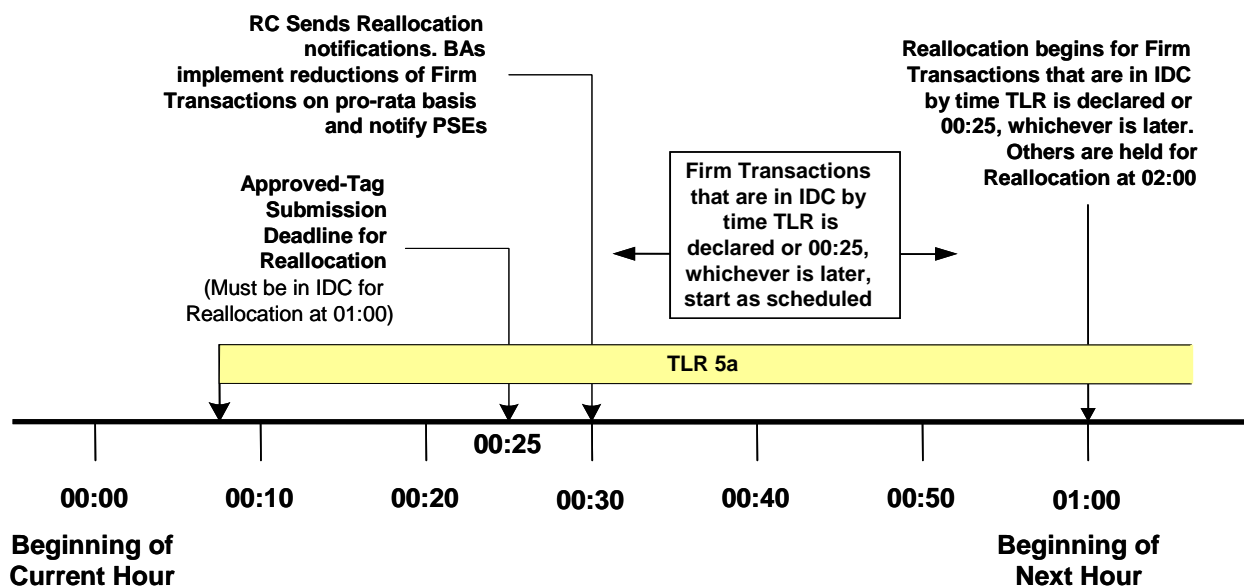 RC Sends Reallocation
notifications. BAs
implement reductions of Firm
Transactions on pro-rata basis
and notify PSEs
Reallocation begins for Firm
Transactions that are in IDC
by time TLR is declared or
00:25, whichever is later.
Others are held for
Reallocation at 02:00
Approved-Tag
Submission
Deadline for
Reallocation
(Must be in IDC for
Reallocation at 01:00)
Firm Transactions
that are in IDC by
time TLR is
declared or 00:25,
whichever is later,
start as scheduled
TLR 5a
00:25
00:00
00:10
00:20
00:30
00:40
00:50
01:00
Beginning of
Current Hour
Beginning of
Next Hour